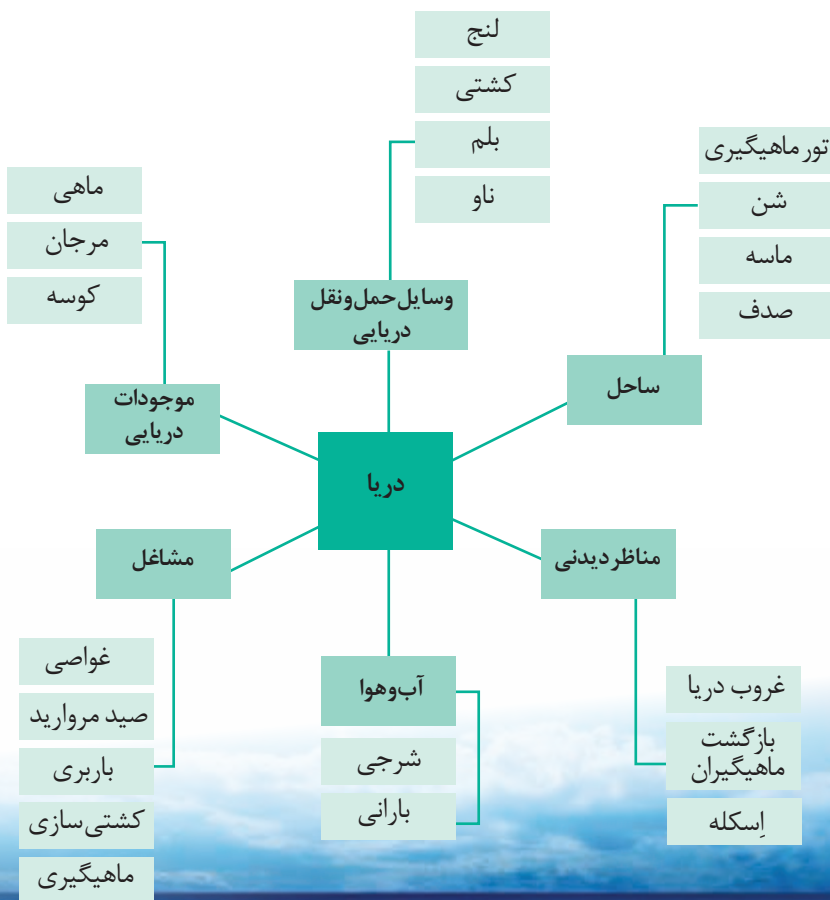 لنج
کشتی
بلم
ناو
وسایل حمل و نقل
دریایی
تور ماهیگیری
شن
ماسه
صدف
ساحل
ماهی
مرجان
کوسه
موجودات
دریایی
دریا
مناظر دیدنی
غروب دریا
بازگشت
ماهیگیران
اِسکله
آب و هوا
شرجی
بارانی
مشاغل
غواصی
صید مروارید
باربری
کشتی‌سازی
ماهیگیری